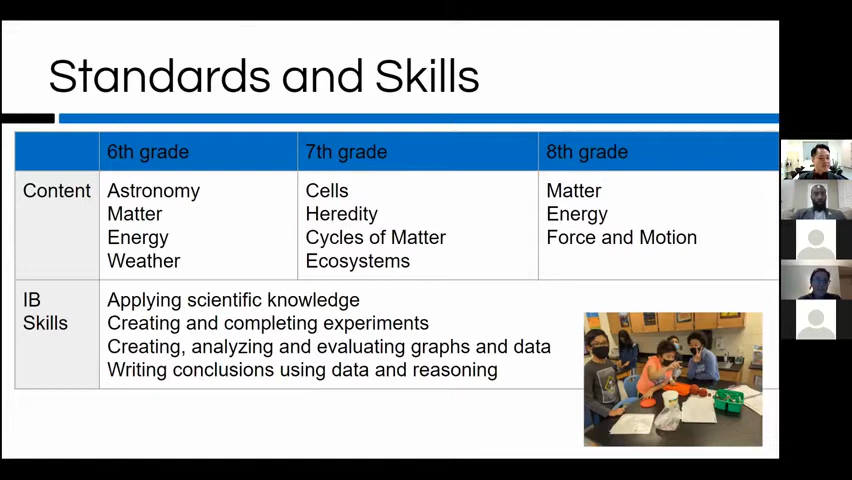 Standards and Skills
6th grade
7th grade
8th grade
Content
Astronomy
Matter
Energy
Weather
Cells
Heredity
Cycles of Matter
Ecosystems
Matter
Energy
Force and Motion
IB
Skills
Applying scientific knowledge
Creating and completing experiments
Creating, analyzing and evaluating graphs and data
Writing conclusions using data and reasoning